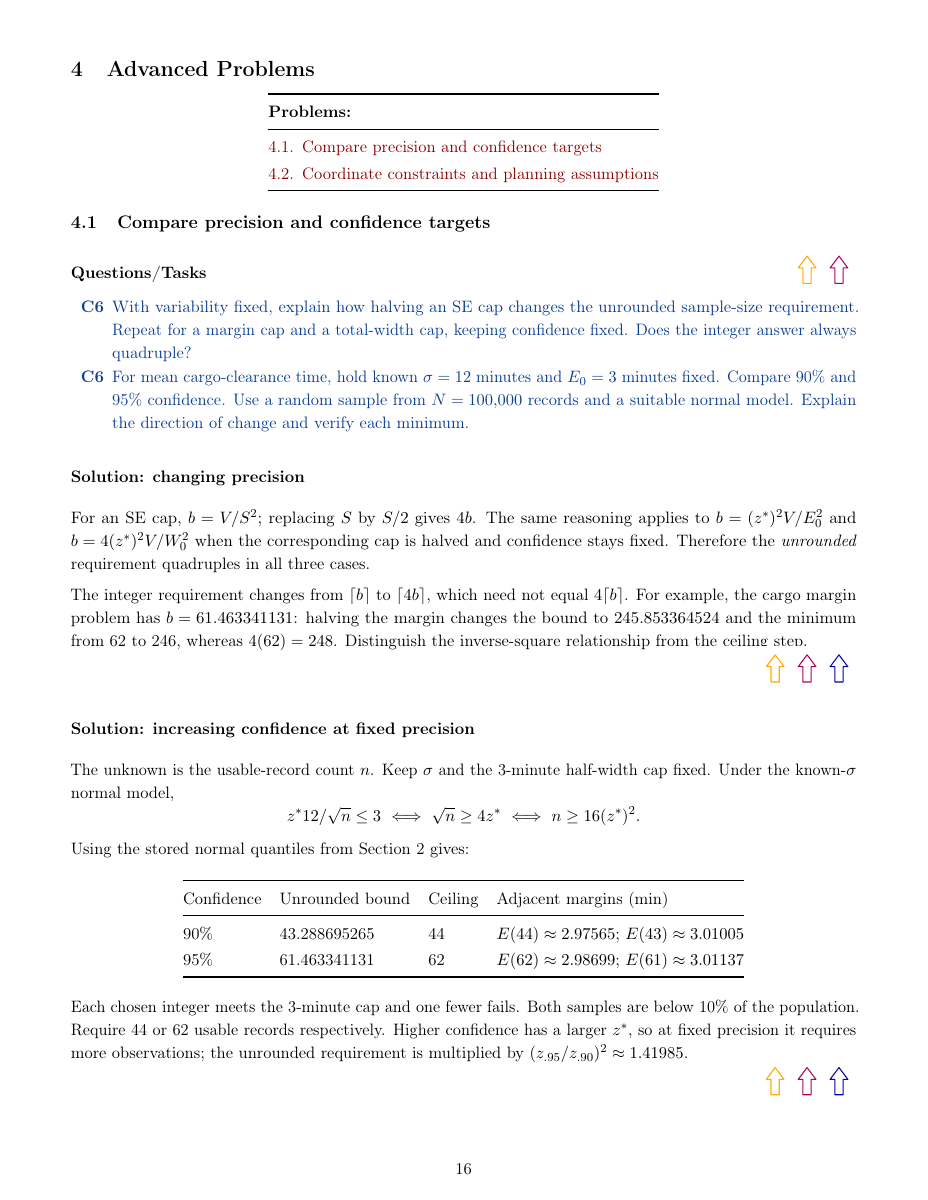 4 Advanced Problems
Problems:
4.1. Compare precision and confidence targets
4.2. Coordinate constraints and planning assumptions
4.1 Compare precision and confidence targets
Questions/Tasks
C6 With variability fixed, explain how halving an SE cap changes the unrounded sample-size requirement.
Repeat for a margin cap and a total-width cap, keeping confidence fixed. Does the integer answer always
quadruple?
C6 For mean cargo-clearance time, hold known σ = 12 minutes and E₀ = 3 minutes fixed. Compare 90% and
95% confidence. Use a random sample from N = 100,000 records and a suitable normal model. Explain
the direction of change and verify each minimum.
Solution: changing precision
For an SE cap, b = V/S²; replacing S by S/2 gives 4b. The same reasoning applies to b = (z*)²V/E₀² and
b = 4(z*)²V/W₀² when the corresponding cap is halved and confidence stays fixed. Therefore the unrounded
requirement quadruples in all three cases.
The integer requirement changes from ⌈b⌉ to ⌈4b⌉, which need not equal 4⌈b⌉. For example, the cargo margin
problem has b = 61.463341131: halving the margin changes the bound to 245.853364524 and the minimum
from 62 to 246, whereas 4(62) = 248. Distinguish the inverse-square relationship from the ceiling step.
Solution: increasing confidence at fixed precision
The unknown is the usable-record count n. Keep σ and the 3-minute half-width cap fixed. Under the known-σ
normal model,
z*12/√n ≤ 3 ⟺ √n ≥ 4z* ⟺ n ≥ 16(z*)².
Using the stored normal quantiles from Section 2 gives:
Confidence Unrounded bound Ceiling Adjacent margins (min)
90% 43.288695265 44 E(44) ≈ 2.97565; E(43) ≈ 3.01005
95% 61.463341131 62 E(62) ≈ 2.98699; E(61) ≈ 3.01137
Each chosen integer meets the 3-minute cap and one fewer fails. Both samples are below 10% of the population.
Require 44 or 62 usable records respectively. Higher confidence has a larger z*, so at fixed precision it requires
more observations; the unrounded requirement is multiplied by (z.₉₅/z.₉₀)² ≈ 1.41985.
16